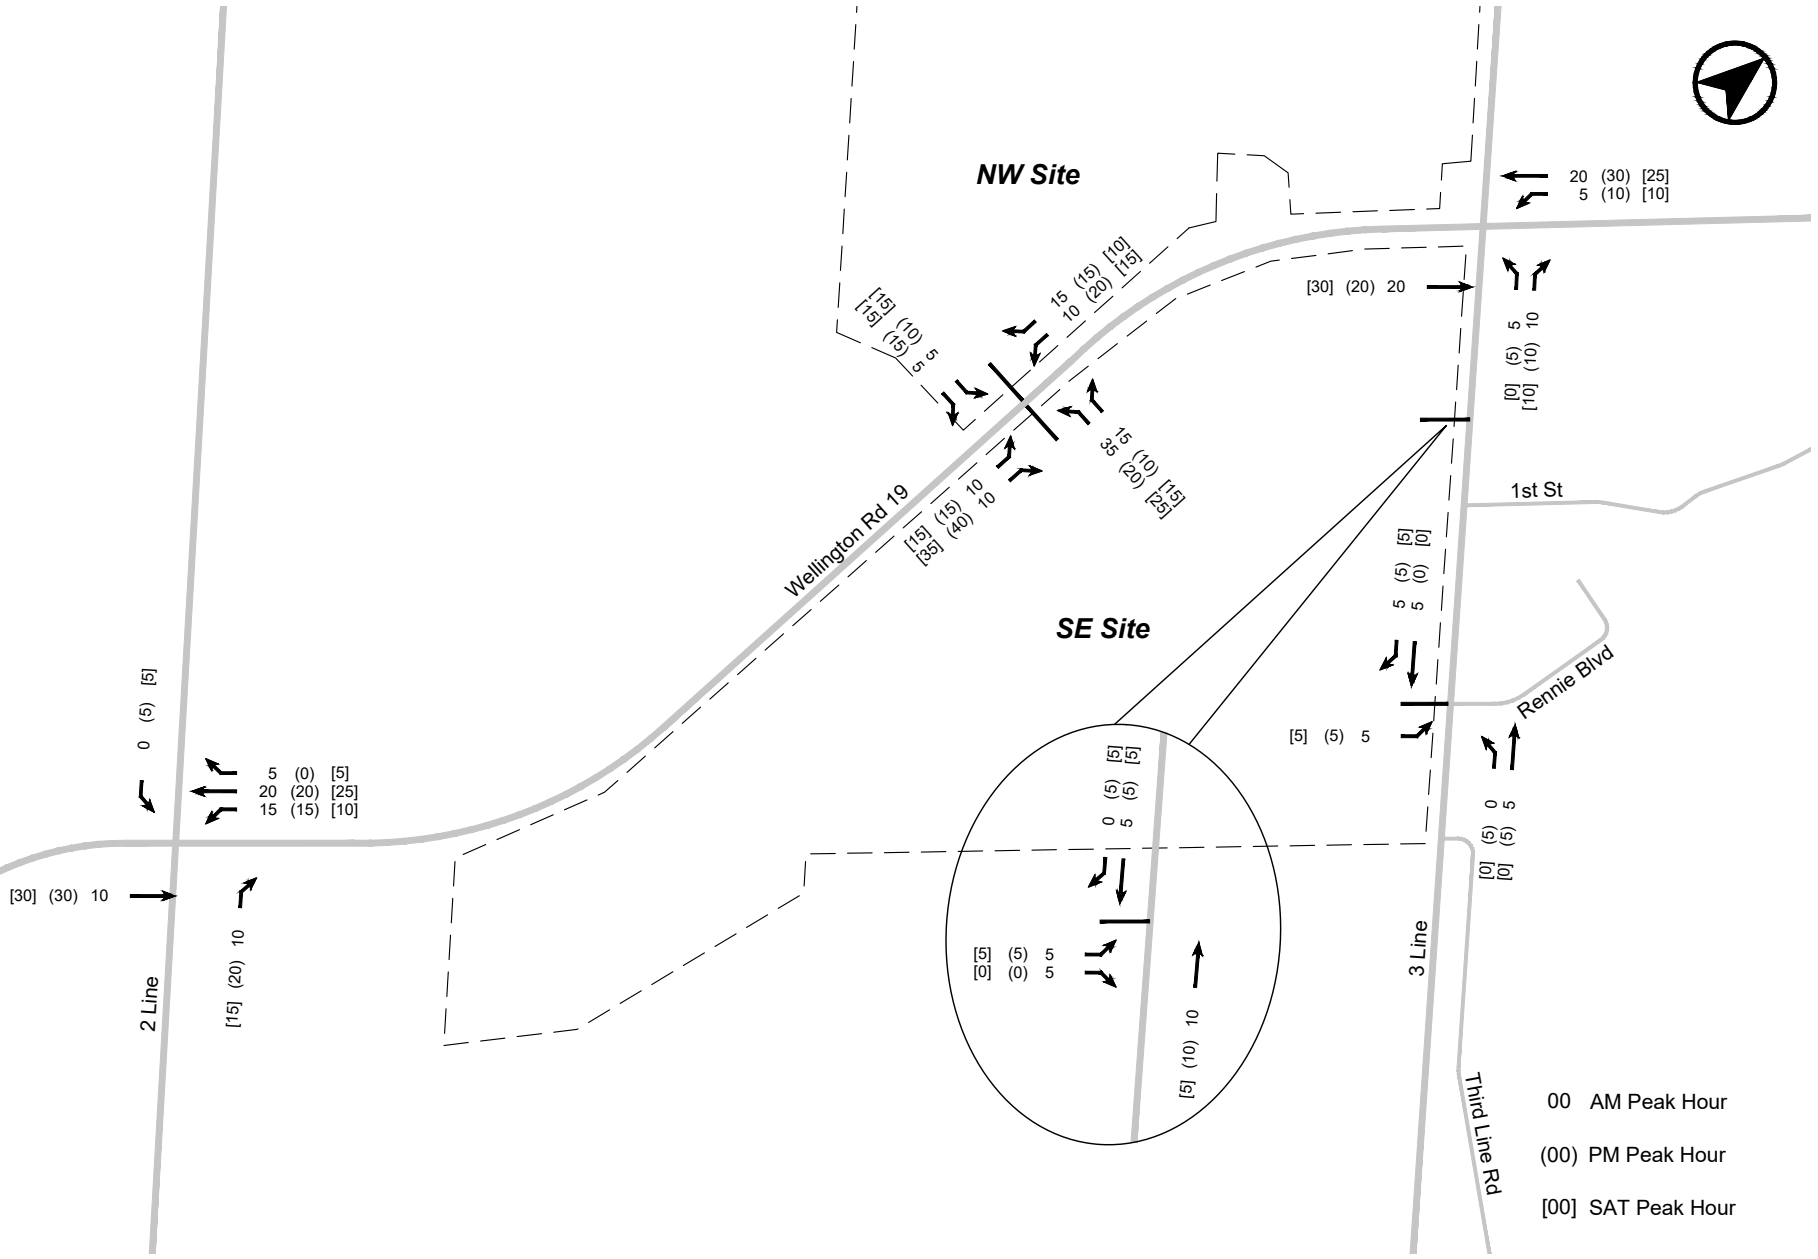 NW Site
20 (30) [25]
5 (10) [10]
15 (15) [10]
10 (20) [15]
[15] (10) 5
[15] (15) 5
[30] (20) 20
[0] (5) 5
[10] (10) 10
15 (10) [15]
35 (20) [25]
[15] (15) 10
[35] (40) 10
Wellington Rd 19
1st St
5 (5) [5]
5 (0) [0]
SE Site
Rennie Blvd
[5] (5) 5
[0] (5) 0
[0] (5) 5
0 (5) [5]
5 (0) [5]
20 (20) [25]
15 (15) [10]
[30] (30) 10
[15] (20) 10
2 Line
0 (5) [5]
5 (5) [5]
[5] (5) 5
[0] (0) 5
[5] (10) 10
3 Line
Third Line Rd
00 AM Peak Hour
(00) PM Peak Hour
[00] SAT Peak Hour